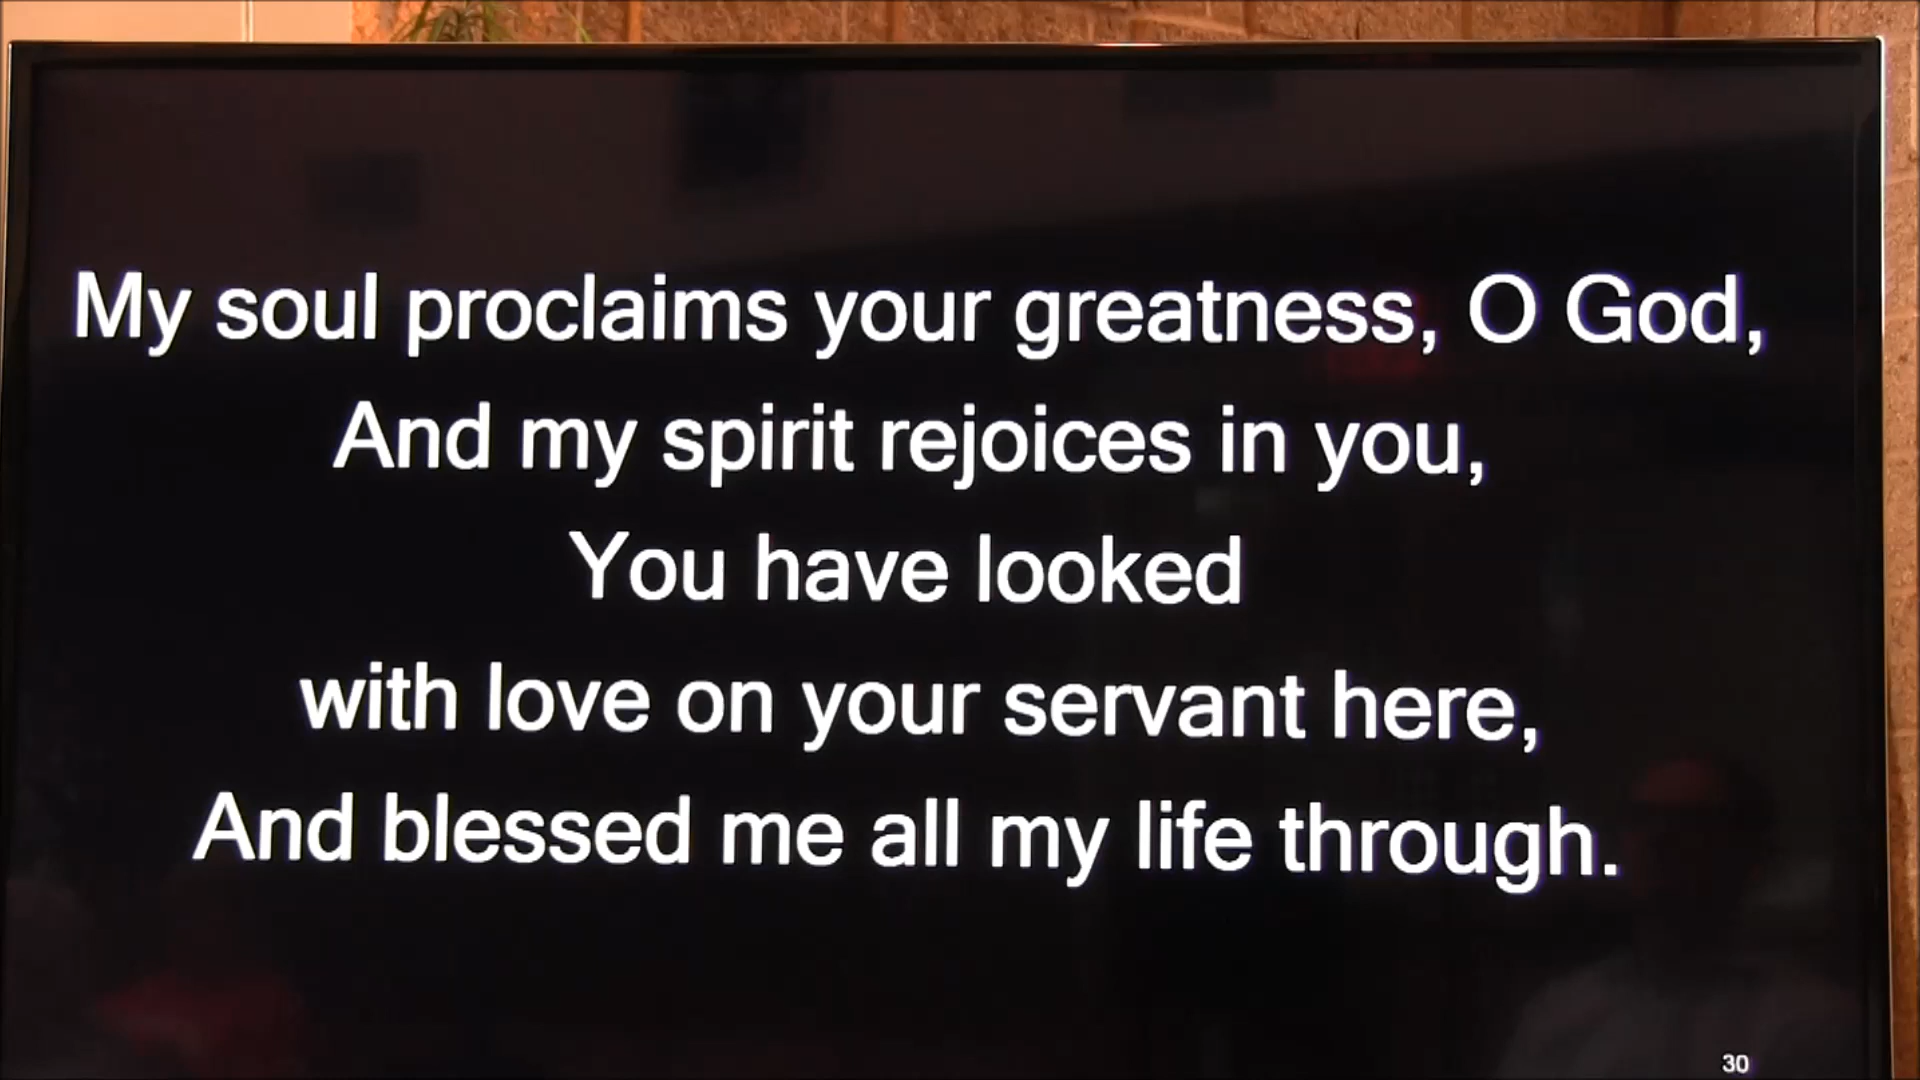 My soul proclaims your greatness, O God,
And my spirit rejoices in you,
You have looked
with love on your servant here,
And blessed me all my life through.
30